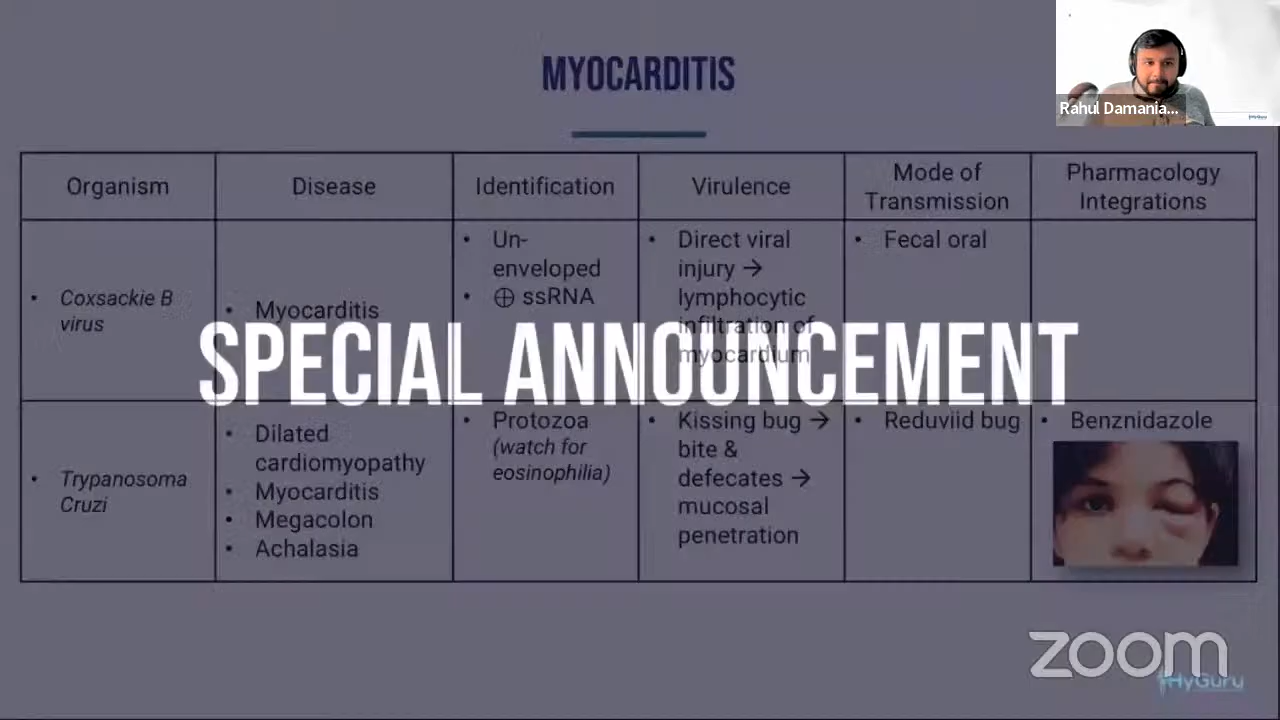 MYOCARDITIS
Rahul Damania...
Organism
Disease
Identification
Virulence
Mode of
Transmission
Pharmacology
Integrations
• Coxsackie B
virus
• Myocarditis
• Un-
enveloped
• ⊕ ssRNA
• Direct viral
injury →
lymphocytic
infiltration of
myocardium
• Fecal oral
SPECIAL ANNOUNCEMENT
• Trypanosoma
Cruzi
• Dilated
cardiomyopathy
• Myocarditis
• Megacolon
• Achalasia
• Protozoa
(watch for
eosinophilia)
• Kissing bug →
bite &
defecates →
mucosal
penetration
• Reduviid bug
• Benznidazole
zoom
HyGuru